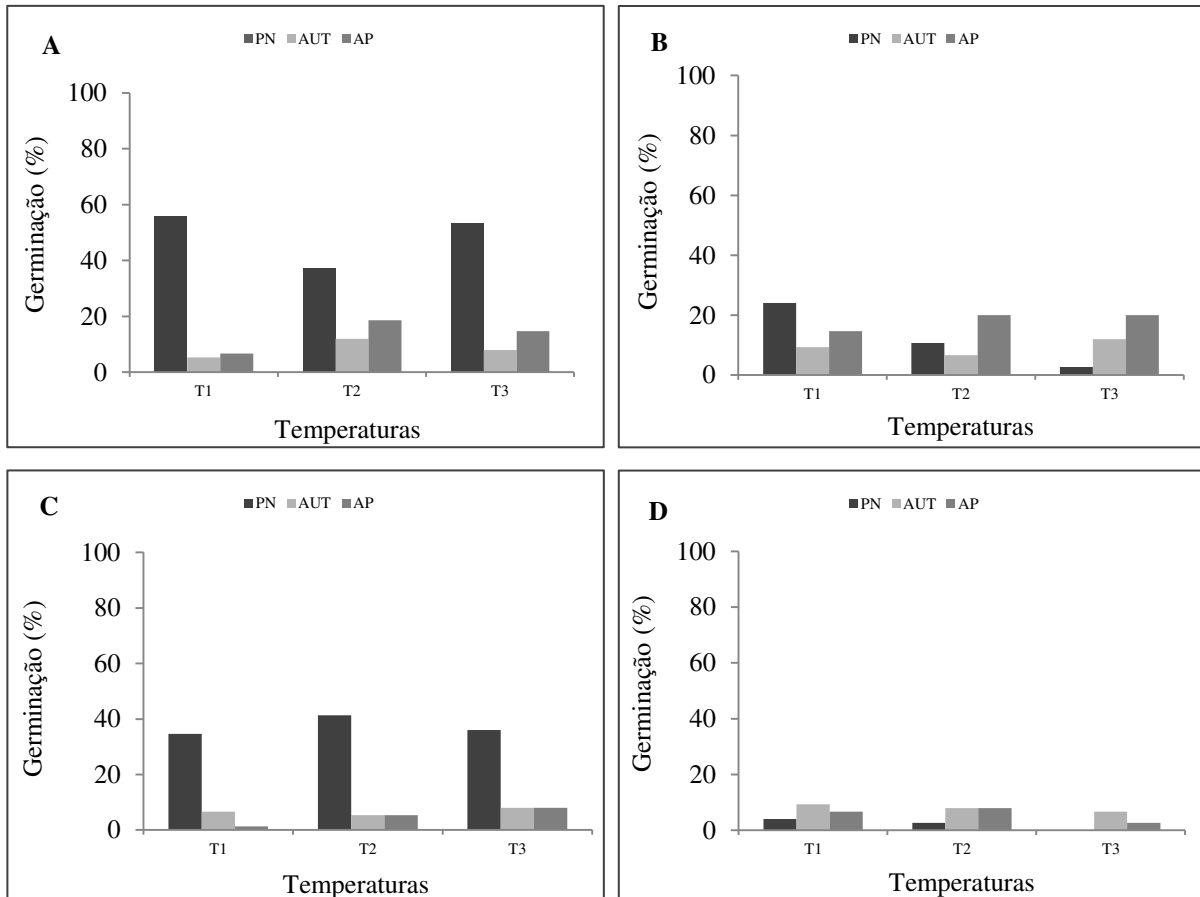 A
PN AUT AP
Germinação (%)
100
80
60
40
20
0
T1 T2 T3
Temperaturas
B
PN AUT AP
Germinação (%)
100
80
60
40
20
0
T1 T2 T3
Temperaturas
C
PN AUT AP
Germinação (%)
100
80
60
40
20
0
T1 T2 T3
Temperaturas
D
PN AUT AP
Germinação (%)
100
80
60
40
20
0
T1 T2 T3
Temperaturas